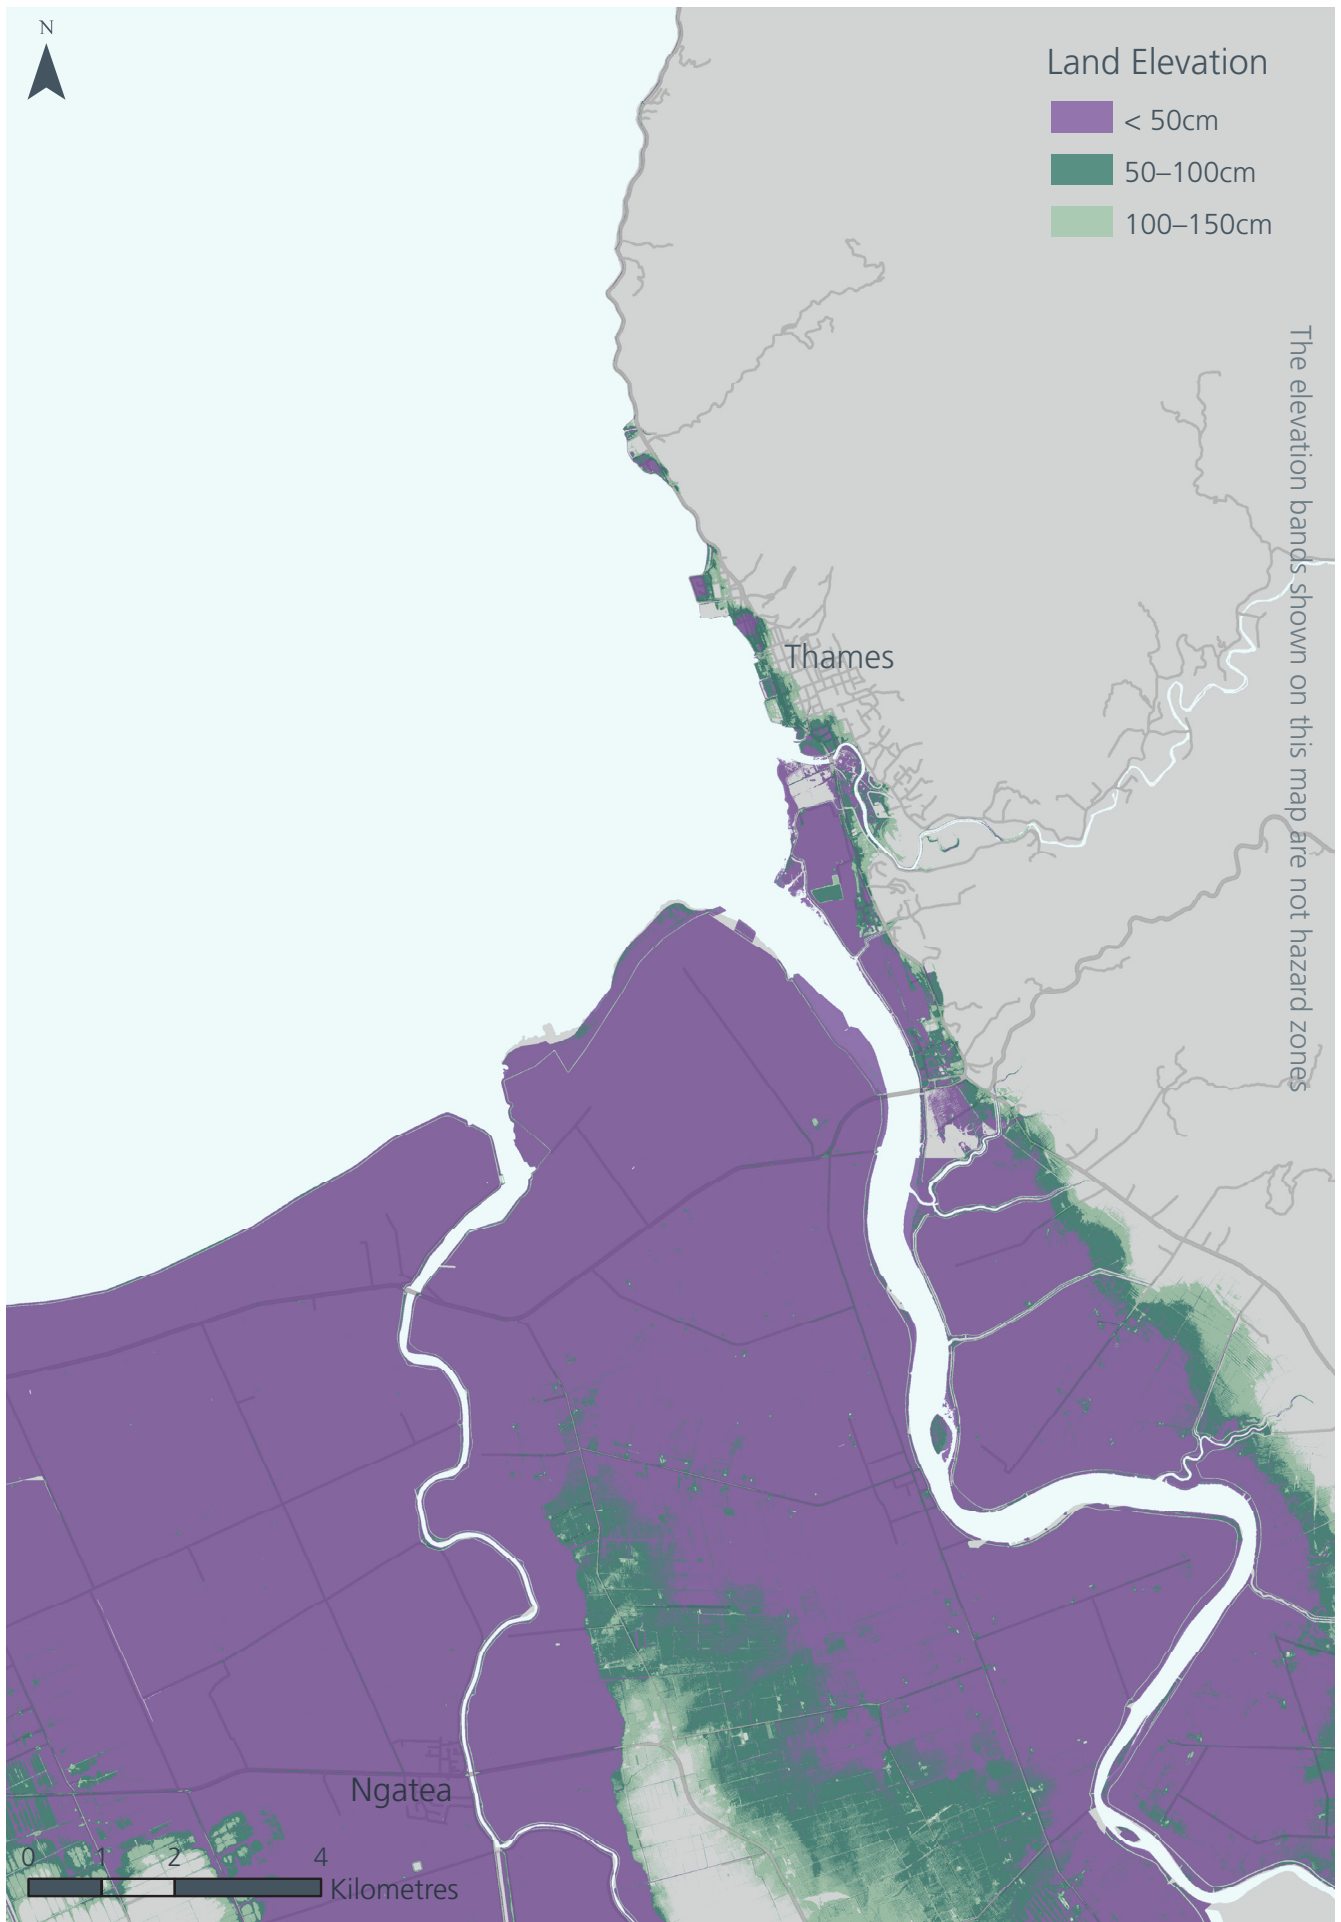 N
Land Elevation
< 50cm
50–100cm
100–150cm
The elevation bands shown on this map are not hazard zones
Thames
Ngatea
0 1 2 4
Kilometres